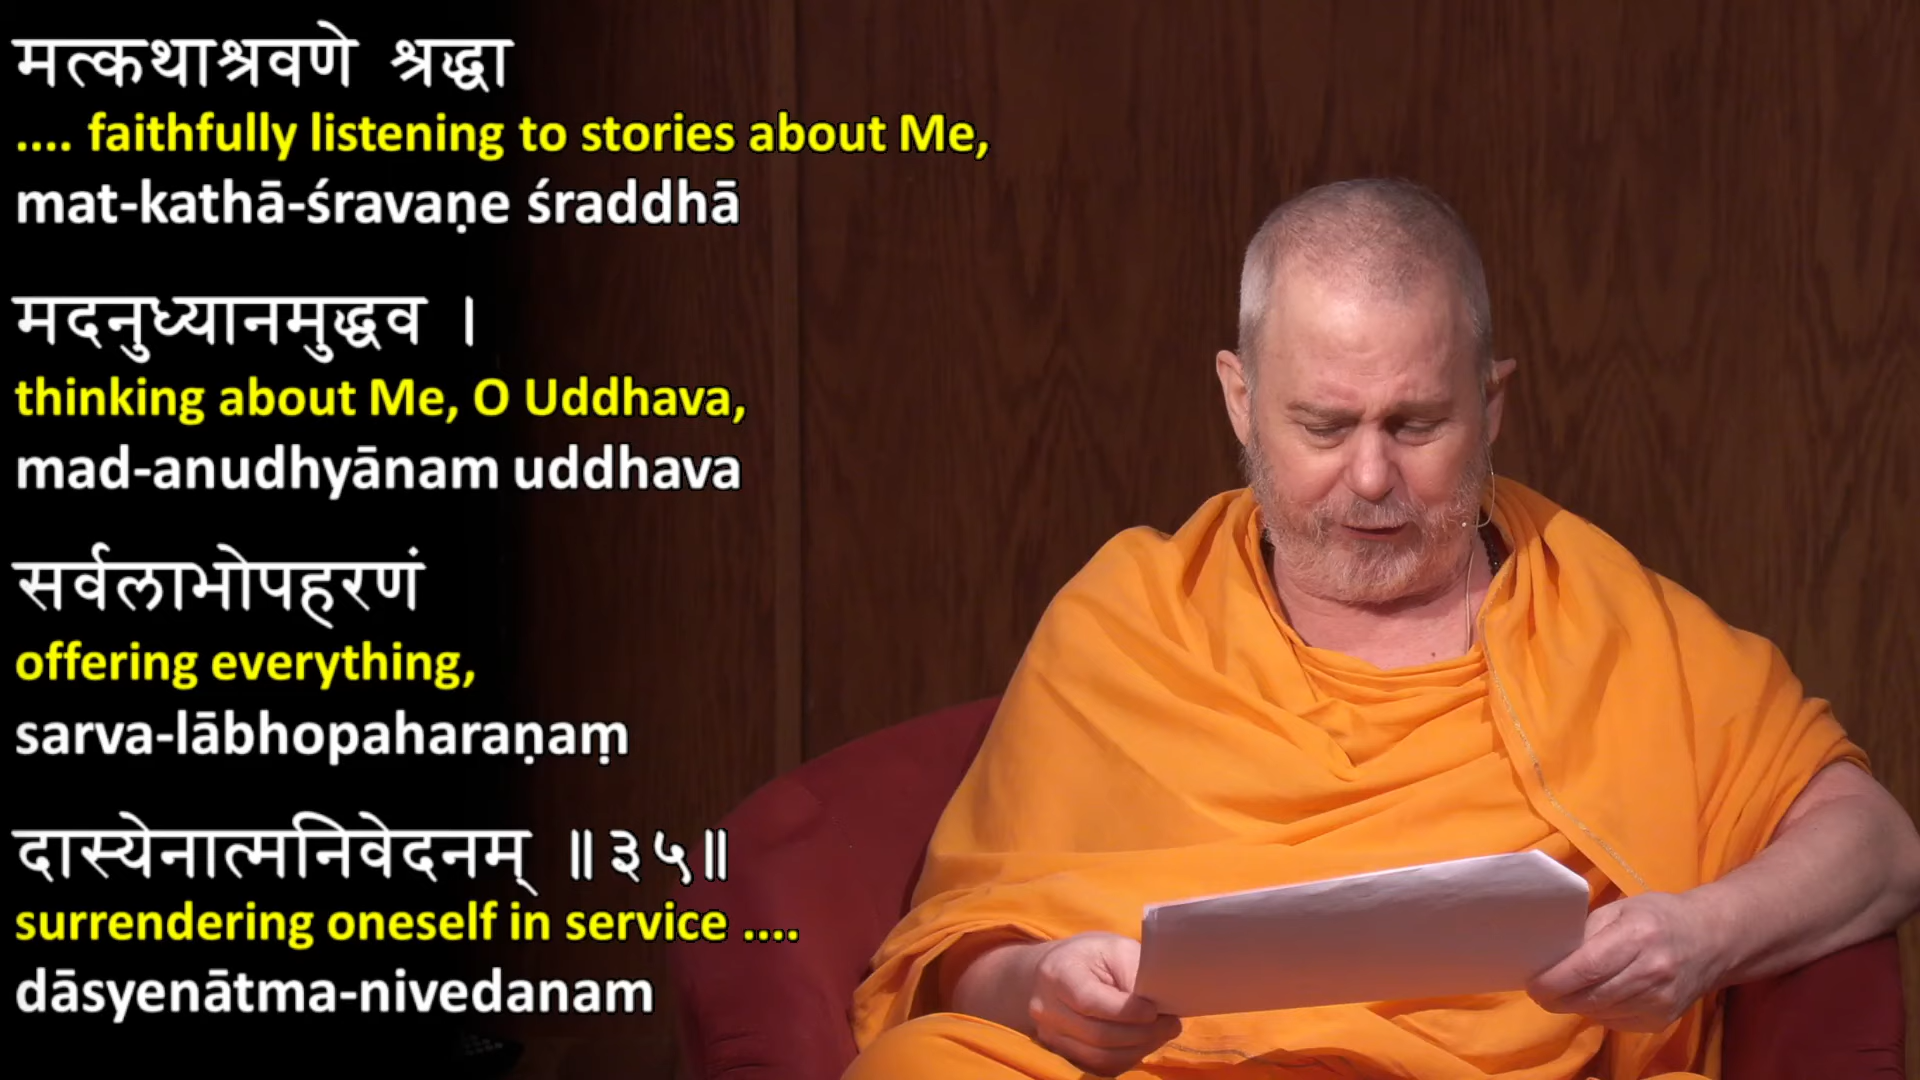 मत्कथाश्रवणे श्रद्धा
.... faithfully listening to stories about Me,
mat-kathā-śravaṇe śraddhā
मदनुध्यानमुद्धव ।
thinking about Me, O Uddhava,
mad-anudhyānam uddhava
सर्वलाभोपहरणं
offering everything,
sarva-lābhopaharaṇaṃ
दास्येनात्मनिवेदनम् ॥३५॥
surrendering oneself in service ....
dāsyenātma-nivedanam